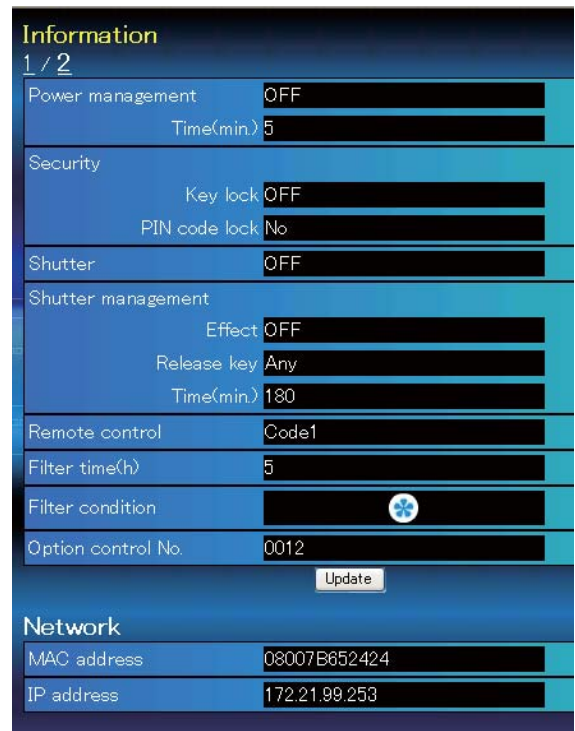 Information
1 / 2
Power management OFF
Time(min.) 5
Security
Key lock OFF
PIN code lock No
Shutter OFF
Shutter management
Effect OFF
Release key Any
Time(min.) 180
Remote control Code1
Filter time(h) 5
Filter condition
Option control No. 0012
Update
Network
MAC address 08007B652424
IP address 172.21.99.253